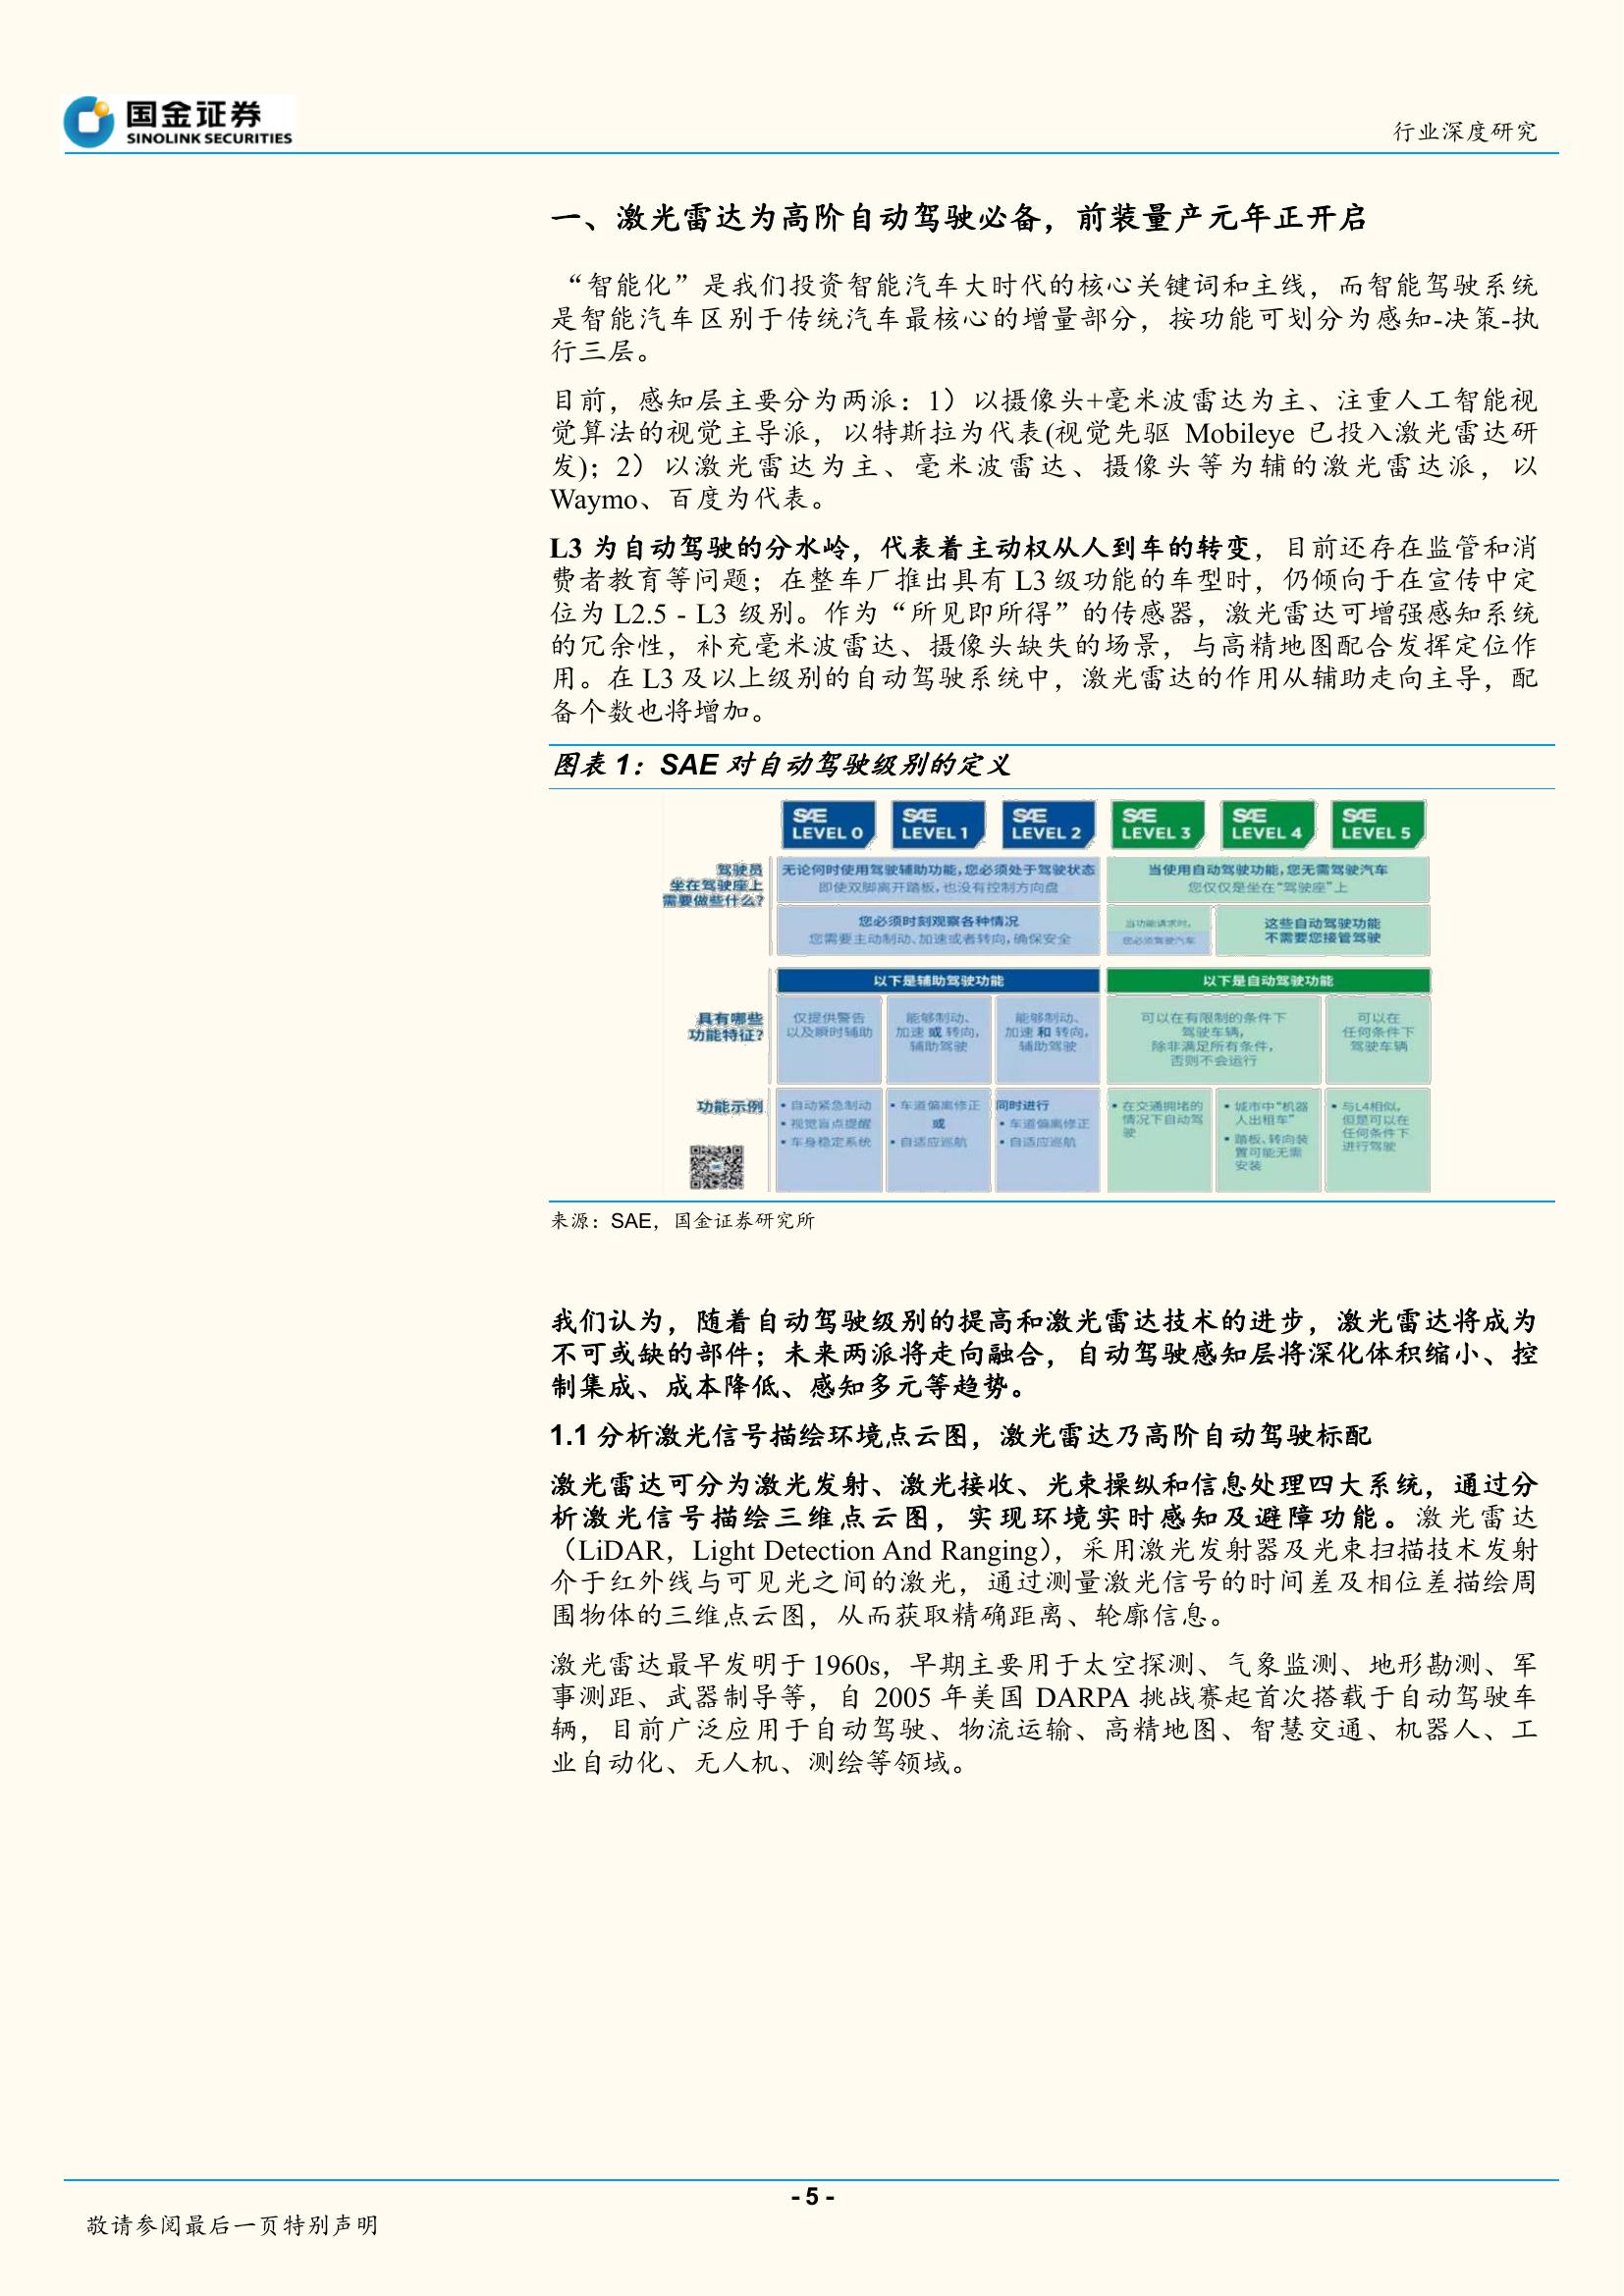 国金证券
SINOLINK SECURITIES
行业深度研究
一、激光雷达为高阶自动驾驶必备，前装量产元年正开启
“智能化”是我们投资智能汽车大时代的核心关键词和主线，而智能驾驶系统
是智能汽车区别于传统汽车最核心的增量部分，按功能可划分为感知-决策-执
行三层。
目前，感知层主要分为两派：1）以摄像头+毫米波雷达为主、注重人工智能视
觉算法的视觉主导派，以特斯拉为代表(视觉先驱 Mobileye 已投入激光雷达研
发)；2）以激光雷达为主、毫米波雷达、摄像头等为辅的激光雷达派，以
Waymo、百度为代表。
L3 为自动驾驶的分水岭，代表着主动权从人到车的转变，目前还存在监管和消
费者教育等问题；在整车厂推出具有 L3 级功能的车型时，仍倾向于在宣传中定
位为 L2.5 - L3 级别。作为“所见即所得”的传感器，激光雷达可增强感知系统
的冗余性，补充毫米波雷达、摄像头缺失的场景，与高精地图配合发挥定位作
用。在 L3 及以上级别的自动驾驶系统中，激光雷达的作用从辅助走向主导，配
备个数也将增加。
图表 1：SAE 对自动驾驶级别的定义
SAE LEVEL 0
SAE LEVEL 1
SAE LEVEL 2
SAE LEVEL 3
SAE LEVEL 4
SAE LEVEL 5
驾驶员
坐在驾驶座上
需要做些什么？
无论何时使用驾驶辅助功能，您必须处于驾驶状态
即使双脚离开踏板，也没有控制方向盘
当使用自动驾驶功能，您无需驾驶汽车
您仅仅是坐在“驾驶座”上
您必须时刻观察各种情况
您需要主动制动、加速或者转向，确保安全
当功能请求时，
您必须驾驶汽车
这些自动驾驶功能
不需要您接管驾驶
以下是辅助驾驶功能
以下是自动驾驶功能
具有哪些
功能特征？
仅提供警告
以及瞬时辅助
能够制动、
加速 或 转向，
辅助驾驶
能够制动、
加速 和 转向，
辅助驾驶
可以在有限制的条件下
驾驶车辆，
除非满足所有条件，
否则不会运行
可以在
任何条件下
驾驶车辆
功能示例
• 自动紧急制动
• 视觉盲点提醒
• 车身稳定系统
• 车道偏离修正
或
• 自适应巡航
同时进行
• 车道偏离修正
• 自适应巡航
• 在交通拥堵的
情况下自动驾
驶
• 城市中“机器
人出租车”
• 踏板、转向装
置可能无需
安装
• 与L4相似，
但是可以在
任何条件下
进行驾驶
来源：SAE，国金证券研究所
我们认为，随着自动驾驶级别的提高和激光雷达技术的进步，激光雷达将成为
不可或缺的部件；未来两派将走向融合，自动驾驶感知层将深化体积缩小、控
制集成、成本降低、感知多元等趋势。
1.1 分析激光信号描绘环境点云图，激光雷达乃高阶自动驾驶标配
激光雷达可分为激光发射、激光接收、光束操纵和信息处理四大系统，通过分
析激光信号描绘三维点云图，实现环境实时感知及避障功能。激光雷达
（LiDAR，Light Detection And Ranging），采用激光发射器及光束扫描技术发射
介于红外线与可见光之间的激光，通过测量激光信号的时间差及相位差描绘周
围物体的三维点云图，从而获取精确距离、轮廓信息。
激光雷达最早发明于 1960s，早期主要用于太空探测、气象监测、地形勘测、军
事测距、武器制导等，自 2005 年美国 DARPA 挑战赛起首次搭载于自动驾驶车
辆，目前广泛应用于自动驾驶、物流运输、高精地图、智慧交通、机器人、工
业自动化、无人机、测绘等领域。
- 5 -
敬请参阅最后一页特别声明